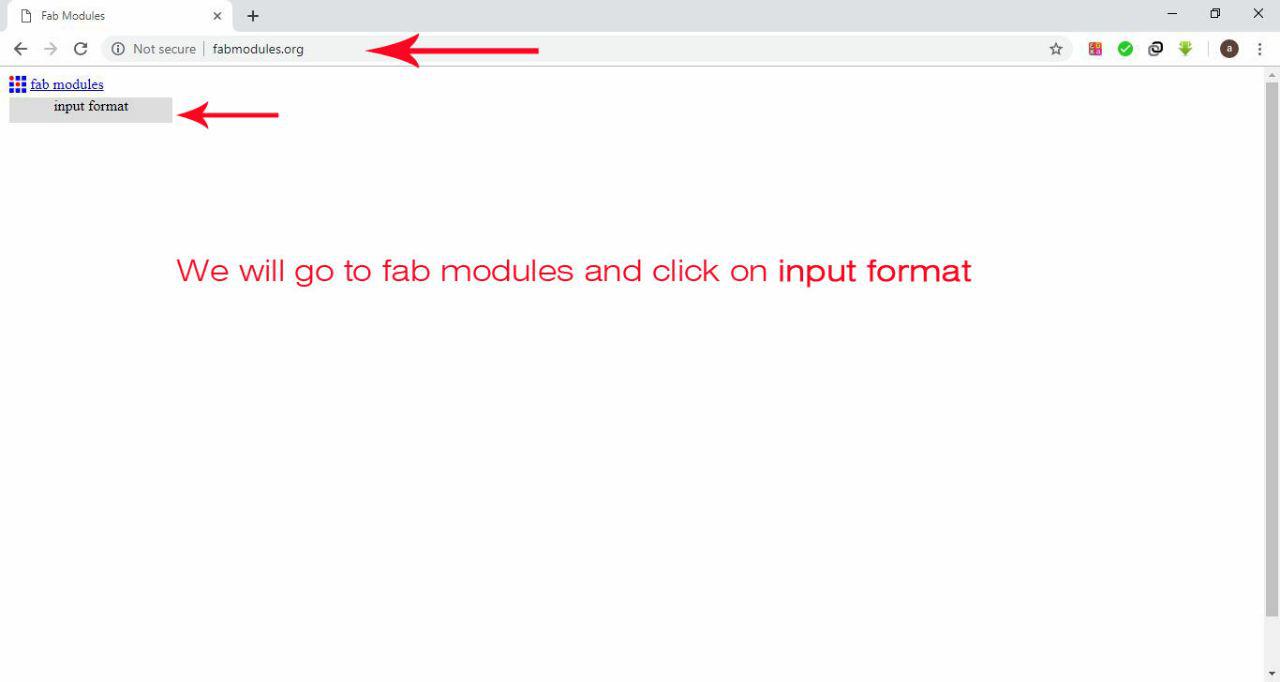 Fab Modules
Not secure | fabmodules.org
a
fab modules
input format
We will go to fab modules and click on input format